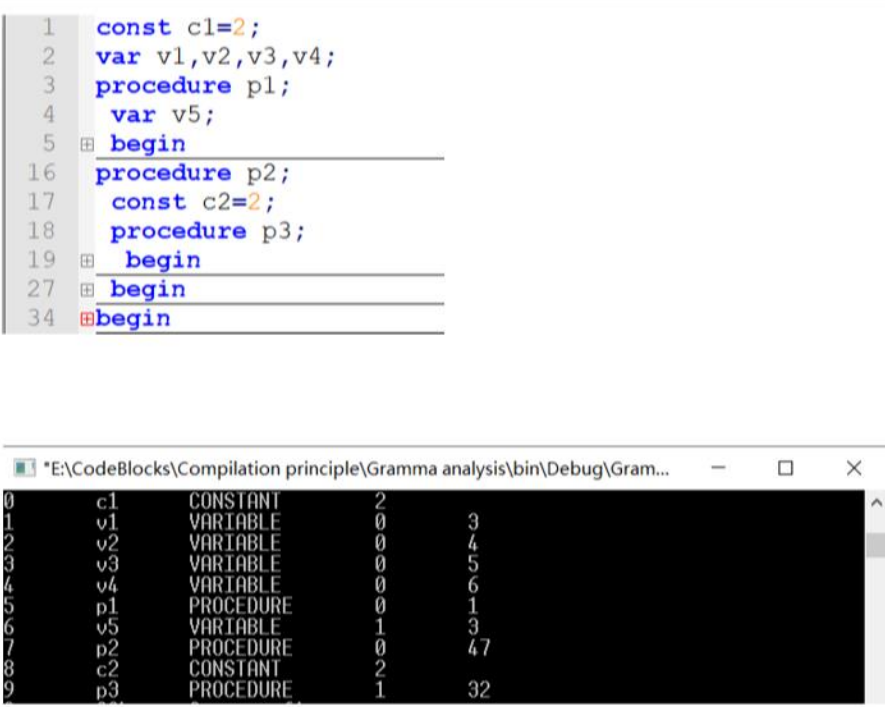 1 const c1=2;
2 var v1,v2,v3,v4;
3 procedure p1;
4 var v5;
5 begin
16 procedure p2;
17 const c2=2;
18 procedure p3;
19 begin
27 begin
34 begin
"E:\CodeBlocks\Compilation principle\Gramma analysis\bin\Debug\Gram...
0 c1 CONSTANT 2
1 v1 VARIABLE 0 3
2 v2 VARIABLE 0 4
3 v3 VARIABLE 0 5
4 v4 VARIABLE 0 6
5 p1 PROCEDURE 0 1
6 v5 VARIABLE 1 3
7 p2 PROCEDURE 0 47
8 c2 CONSTANT 2
9 p3 PROCEDURE 1 32